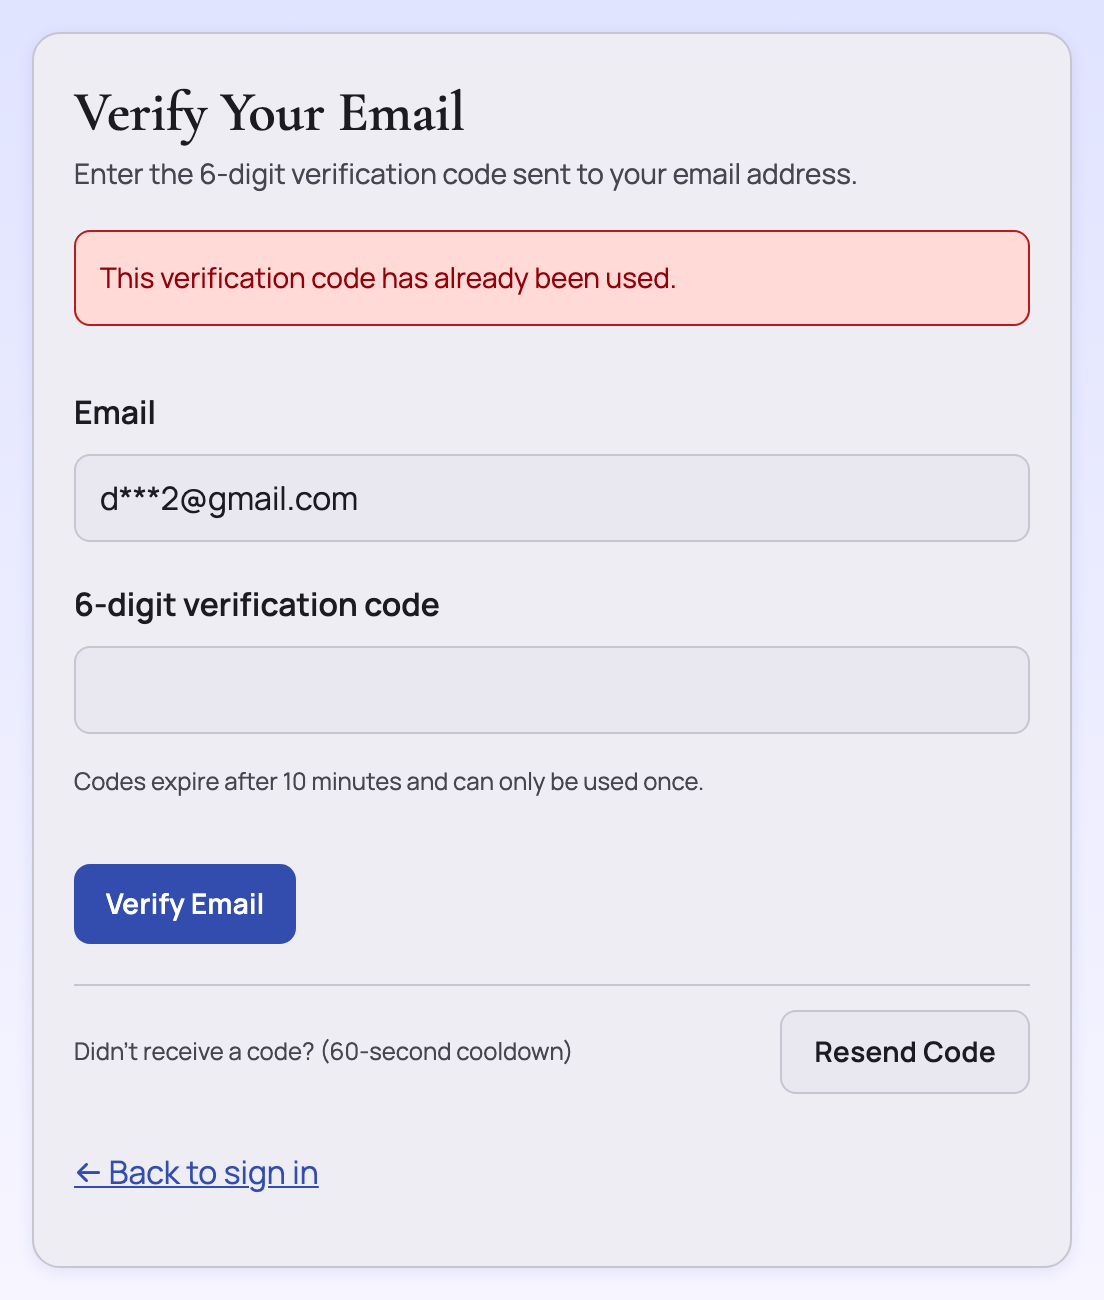 Verify Your Email
Enter the 6-digit verification code sent to your email address.
This verification code has already been used.
Email
d***2@gmail.com
6-digit verification code
Codes expire after 10 minutes and can only be used once.
Verify Email
Didn't receive a code? (60-second cooldown)
Resend Code
← Back to sign in